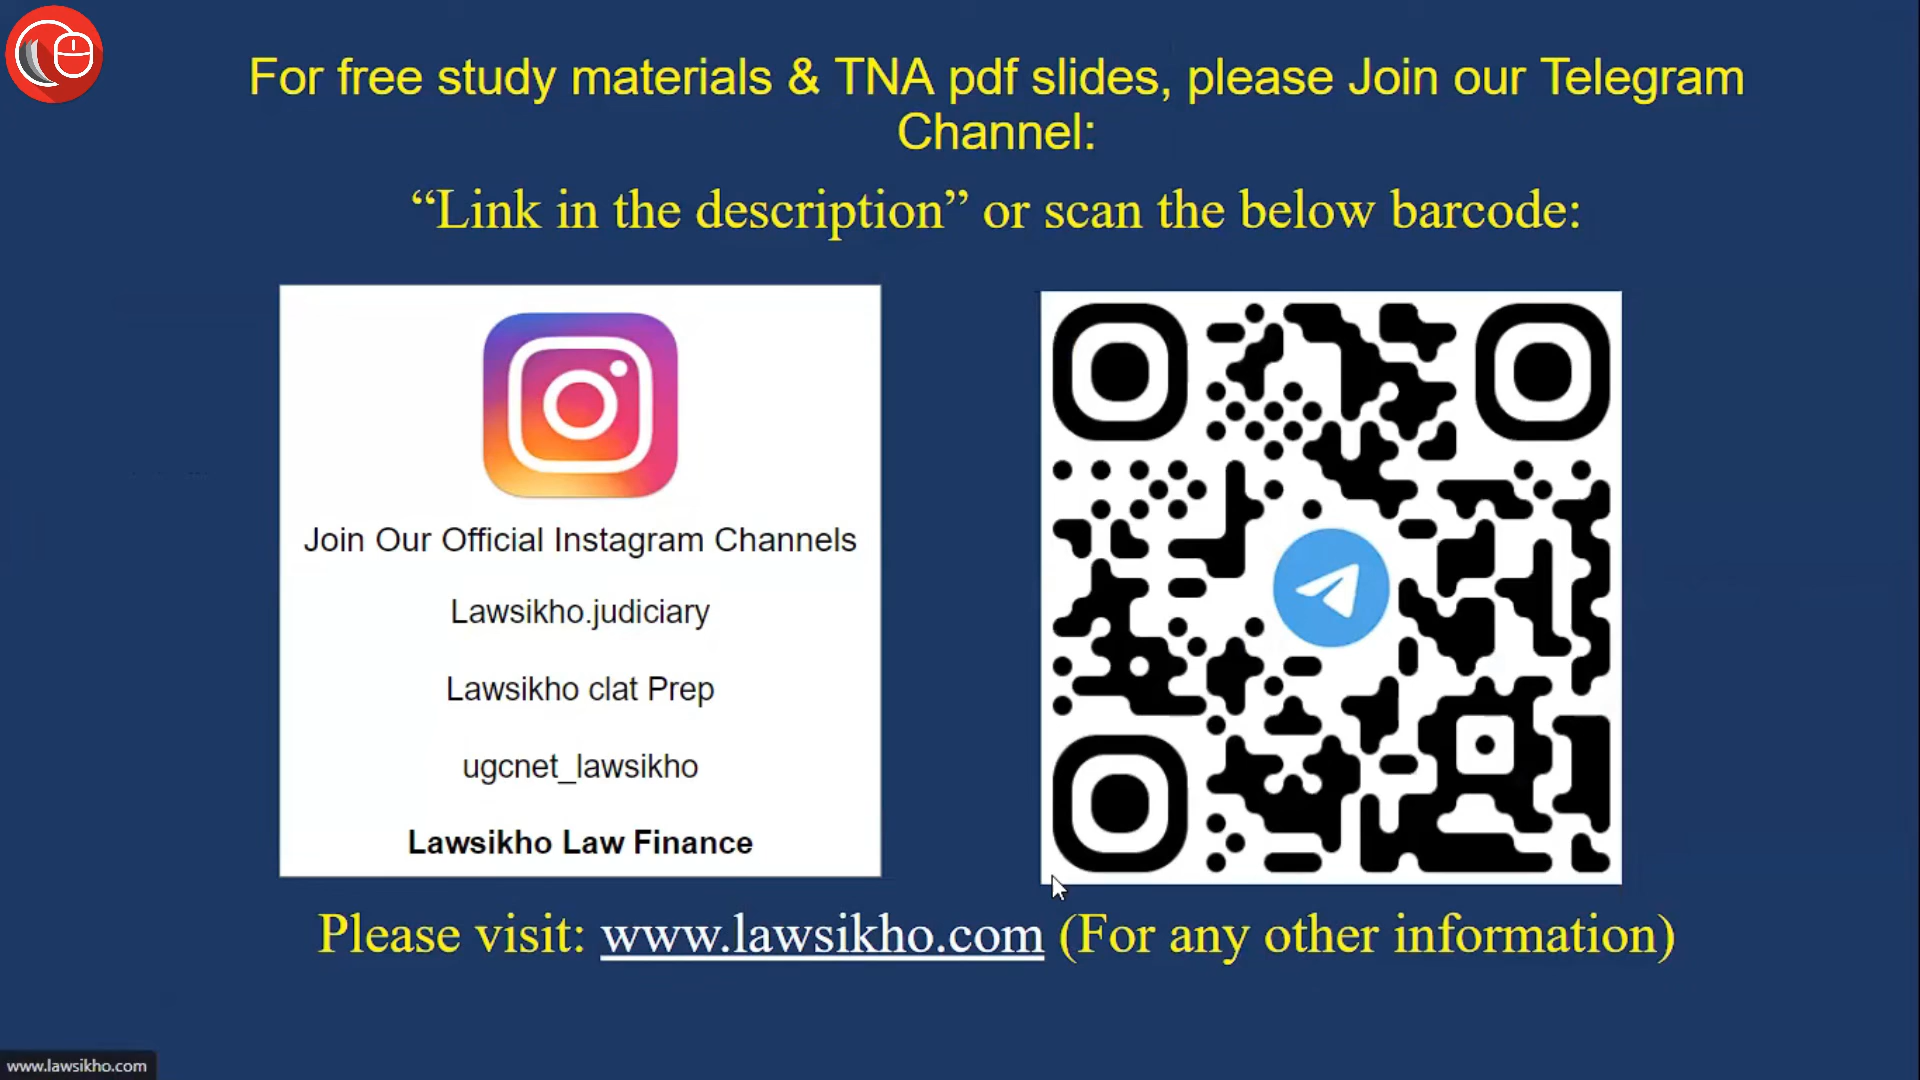 For free study materials & TNA pdf slides, please Join our Telegram
Channel:
“Link in the description” or scan the below barcode:
Join Our Official Instagram Channels
Lawsikho.judiciary
Lawsikho clat Prep
ugcnet_lawsikho
Lawsikho Law Finance
Please visit: www.lawsikho.com (For any other information)
www.lawsikho.com